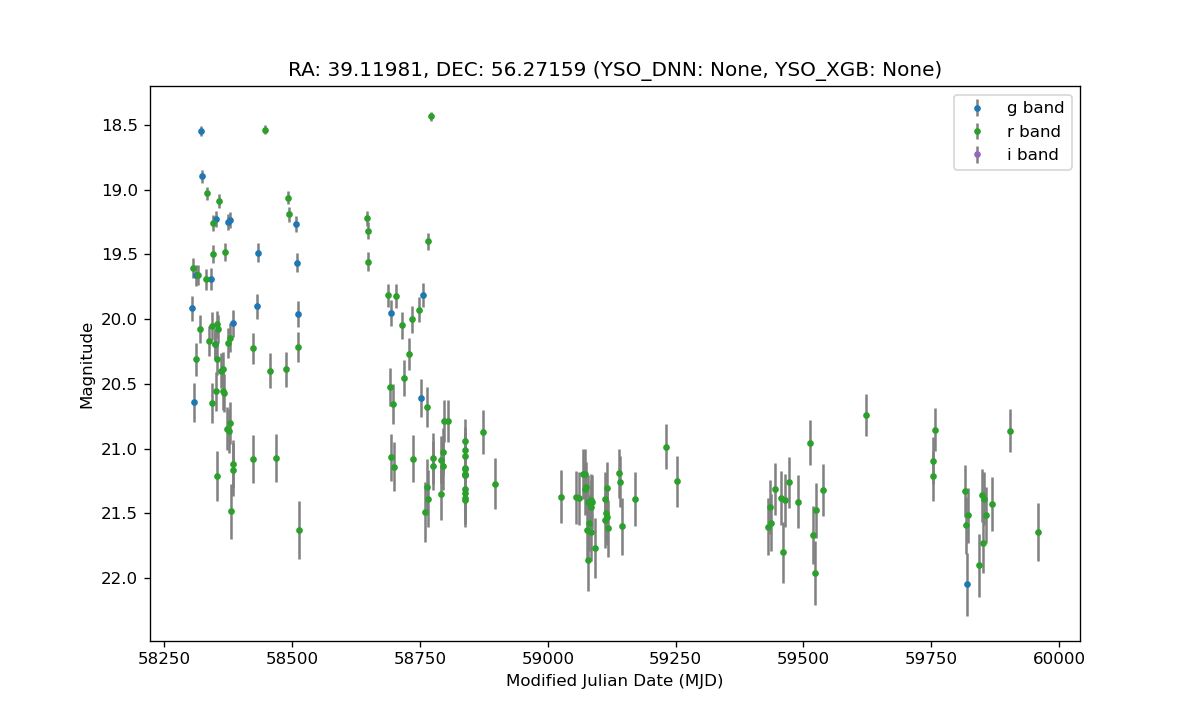 RA: 39.11981, DEC: 56.27159 (YSO_DNN: None, YSO_XGB: None)
g band
r band
i band
18.5
19.0
19.5
20.0
20.5
21.0
21.5
22.0
Magnitude
58250 58500 58750 59000 59250 59500 59750 60000
Modified Julian Date (MJD)